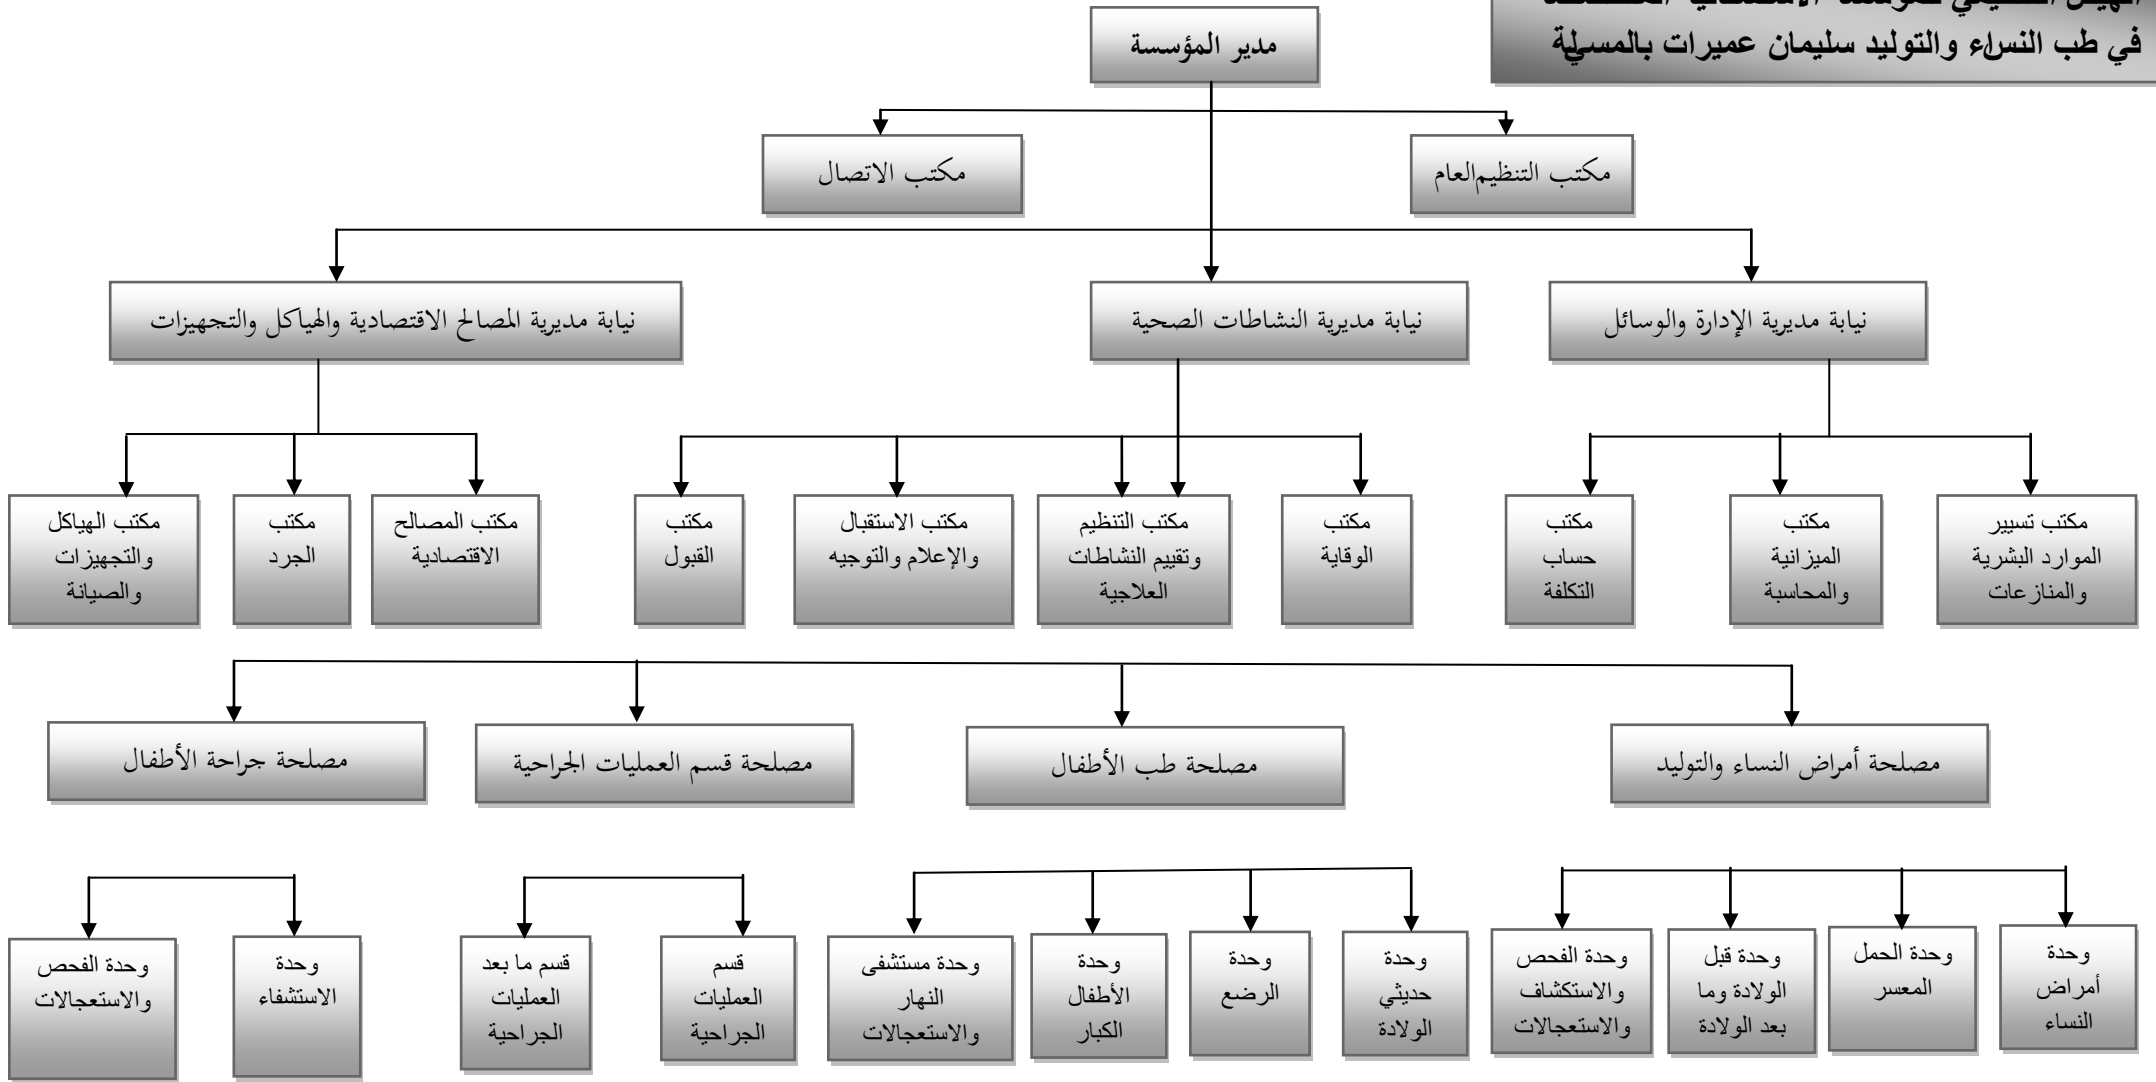 في طب النساء والتوليد سليمان عميرات بالمسيلة
مدير المؤسسة
مكتب التنظيم العام
مكتب الاتصال
نيابة مديرية الإدارة والوسائل
نيابة مديرية النشاطات الصحية
نيابة مديرية المصالح الاقتصادية والهياكل والتجهيزات
مكتب تسيير
الموارد البشرية
والمنازعات
مكتب
الميزانية
والمحاسبة
مكتب
حساب
التكلفة
مكتب
الوقاية
مكتب التنظيم
وتقييم النشاطات
العلاجية
مكتب الاستقبال
والإعلام والتوجيه
مكتب
القبول
مكتب المصالح
الاقتصادية
مكتب
الجرد
مكتب الهياكل
والتجهيزات
والصيانة
مصلحة أمراض النساء والتوليد
مصلحة طب الأطفال
مصلحة قسم العمليات الجراحية
مصلحة جراحة الأطفال
وحدة
أمراض
النساء
وحدة الحمل
المعسر
وحدة قبل
الولادة وما
بعد الولادة
وحدة الفحص
والاستكشاف
والاستعجالات
وحدة
حديثي
الولادة
وحدة
الرضع
وحدة
الأطفال
الكبار
وحدة مستشفى
النهار
والاستعجالات
قسم
العمليات
الجراحية
قسم ما بعد
العمليات
الجراحية
وحدة
الاستشفاء
وحدة الفحص
والاستعجالات